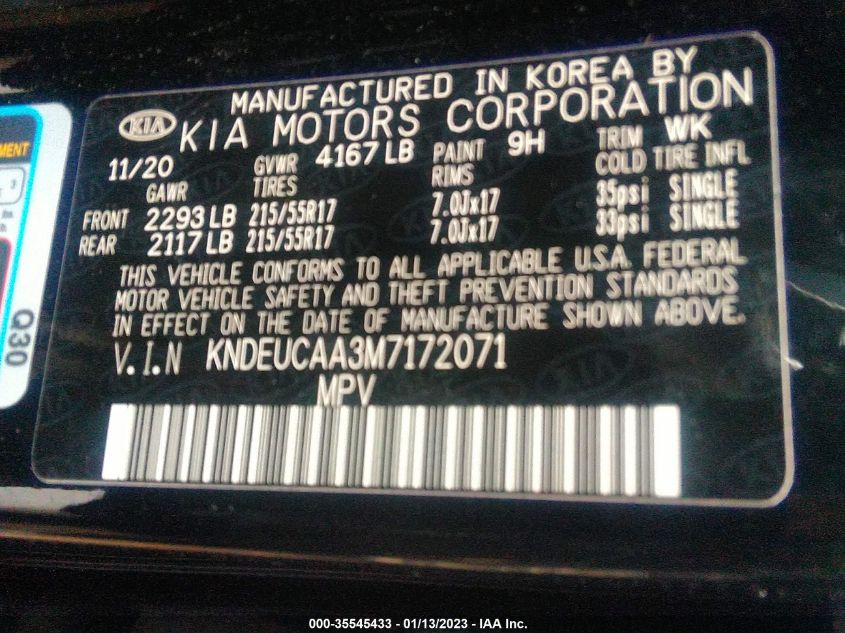 MANUFACTURED IN KOREA BY
KIA KIA MOTORS CORPORATION
11/20 GVWR 4167 LB PAINT 9H TRIM WK
GAWR TIRES RIMS COLD TIRE INFL
FRONT 2293 LB 215/55R17 7.0Jx17 35psi SINGLE
REAR 2117 LB 215/55R17 7.0Jx17 33psi SINGLE
THIS VEHICLE CONFORMS TO ALL APPLICABLE U.S.A. FEDERAL
MOTOR VEHICLE SAFETY AND THEFT PREVENTION STANDARDS
IN EFFECT ON THE DATE OF MANUFACTURE SHOWN ABOVE.
V.I.N KNDEUCAA3M7172071
MPV
MENT
3
Q30
000-35545433 - 01/13/2023 - IAA Inc.